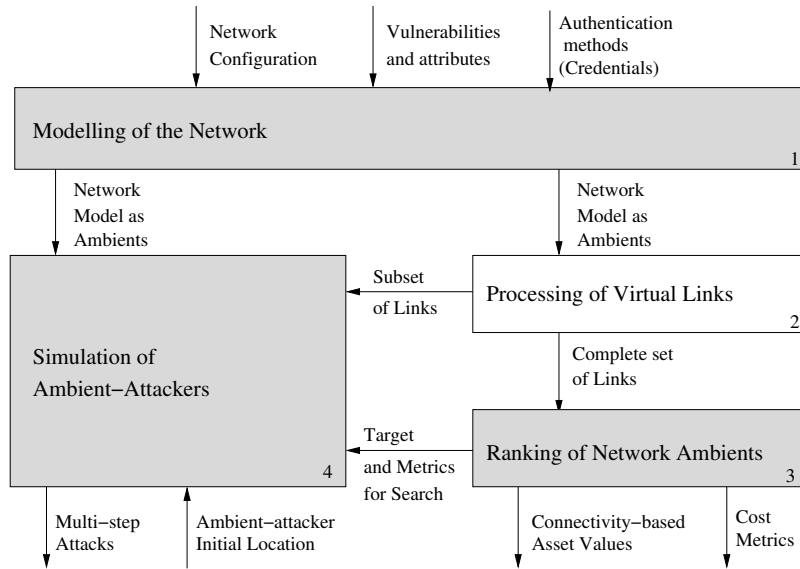 Network
Configuration
Vulnerabilities
and attributes
Authentication
methods
(Credentials)
Modelling of the Network
1
Network
Model as
Ambients
Network
Model as
Ambients
Subset
of Links
Processing of Virtual Links
2
Simulation of
Ambient−Attackers
4
Complete set
of Links
Target
and Metrics
for Search
Ranking of Network Ambients
3
Multi−step
Attacks
Ambient−attacker
Initial Location
Connectivity−based
Asset Values
Cost
Metrics